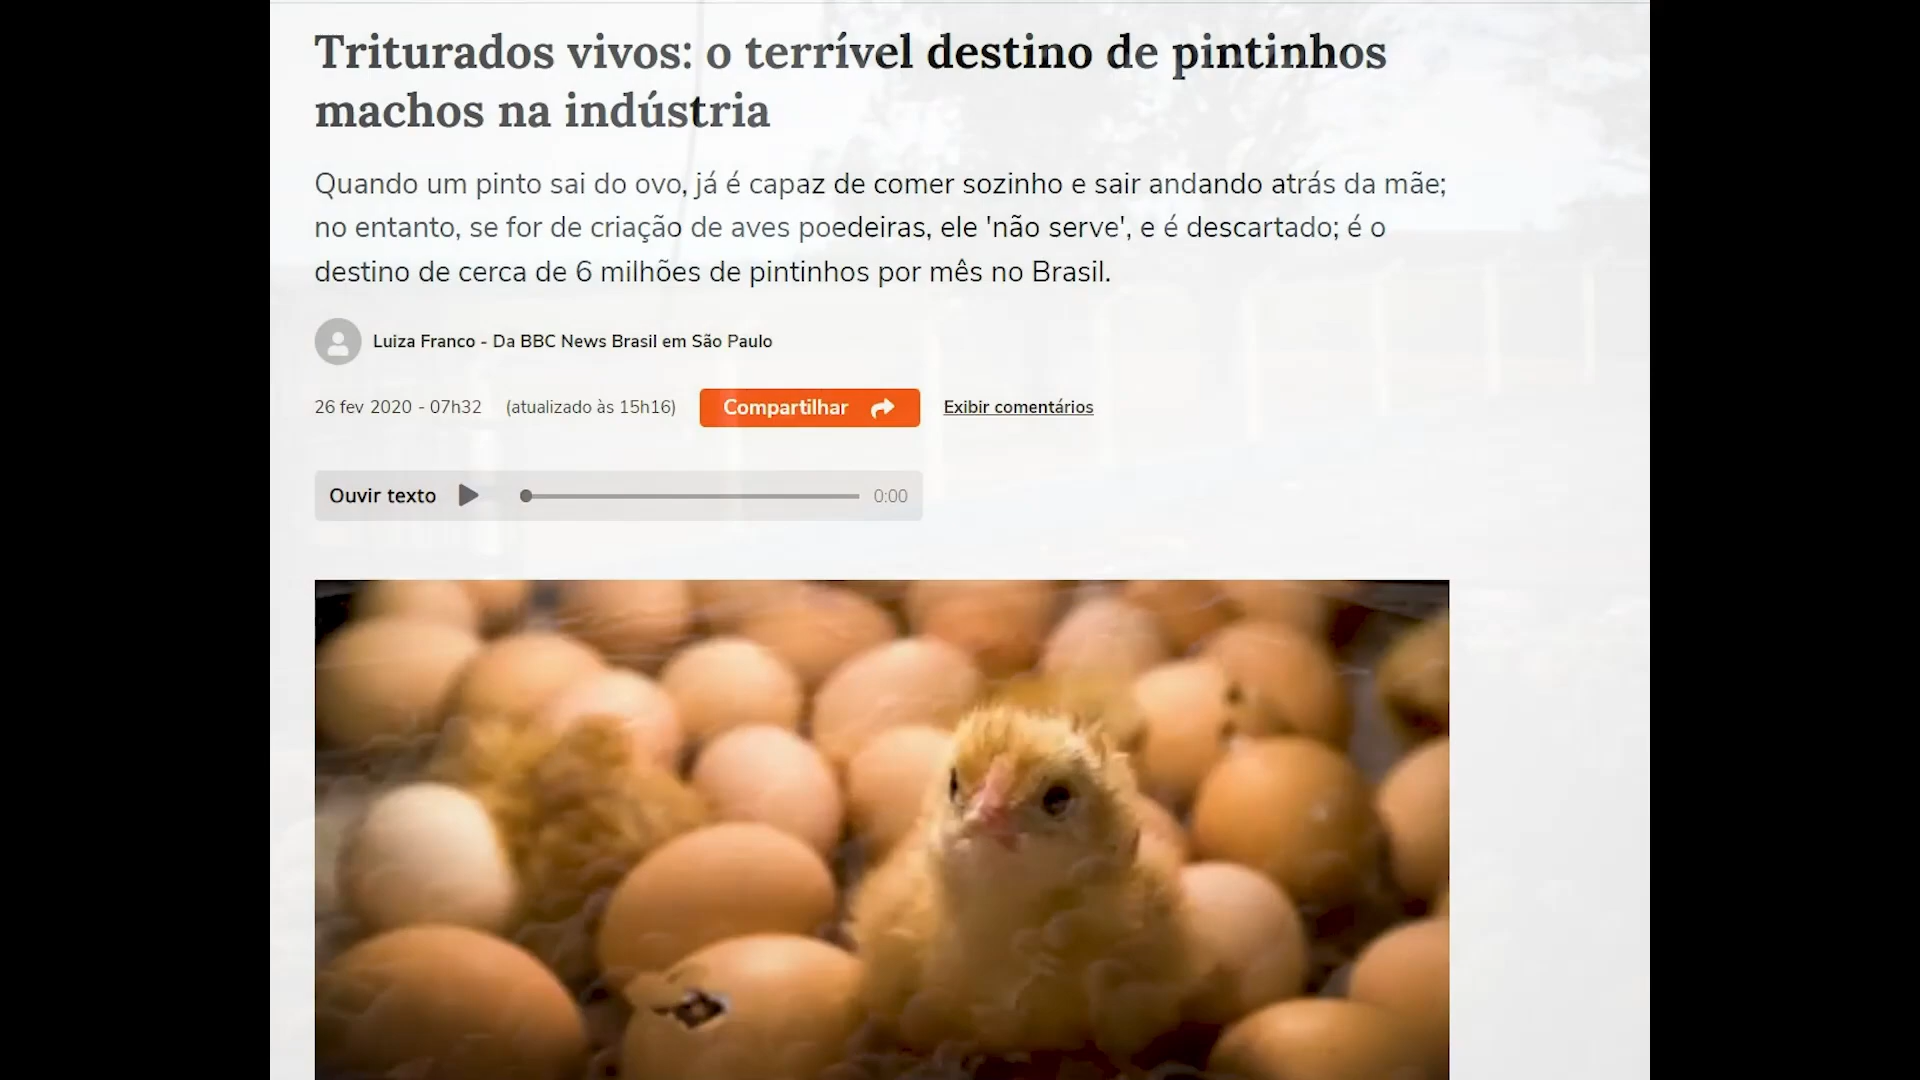 Triturados vivos: o terrível destino de pintinhos
machos na indústria
Quando um pinto sai do ovo, já é capaz de comer sozinho e sair andando atrás da mãe;
no entanto, se for de criação de aves poedeiras, ele 'não serve', e é descartado; é o
destino de cerca de 6 milhões de pintinhos por mês no Brasil.
Luiza Franco - Da BBC News Brasil em São Paulo
26 fev 2020 - 07h32 (atualizado às 15h16) Compartilhar Exibir comentários
Ouvir texto 0:00